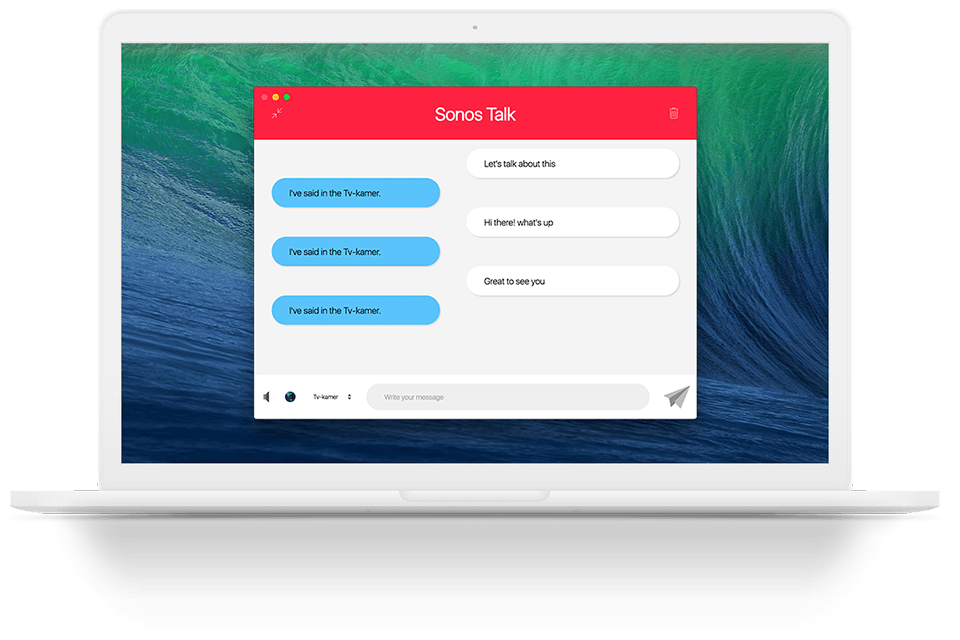 Sonos Talk
Let's talk about this
I've said in the Tv-kamer.
Hi there! what's up
I've said in the Tv-kamer.
Great to see you
I've said in the Tv-kamer.
Tv-kamer
Write your message